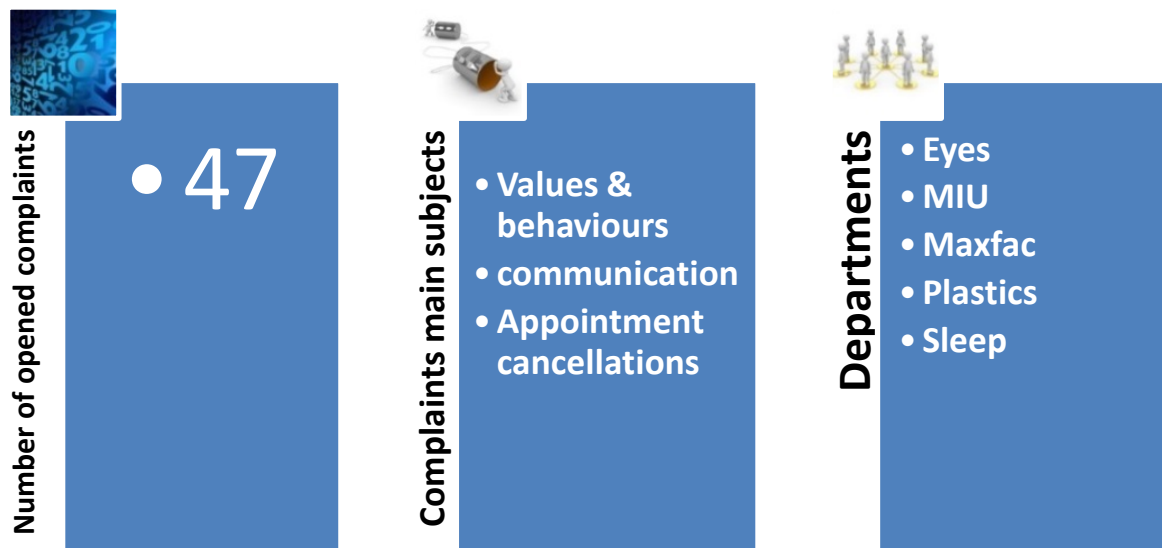 Number of opened complaints
• 47
Complaints main subjects
• Values &
behaviours
• communication
• Appointment
cancellations
Departments
• Eyes
• MIU
• Maxfac
• Plastics
• Sleep